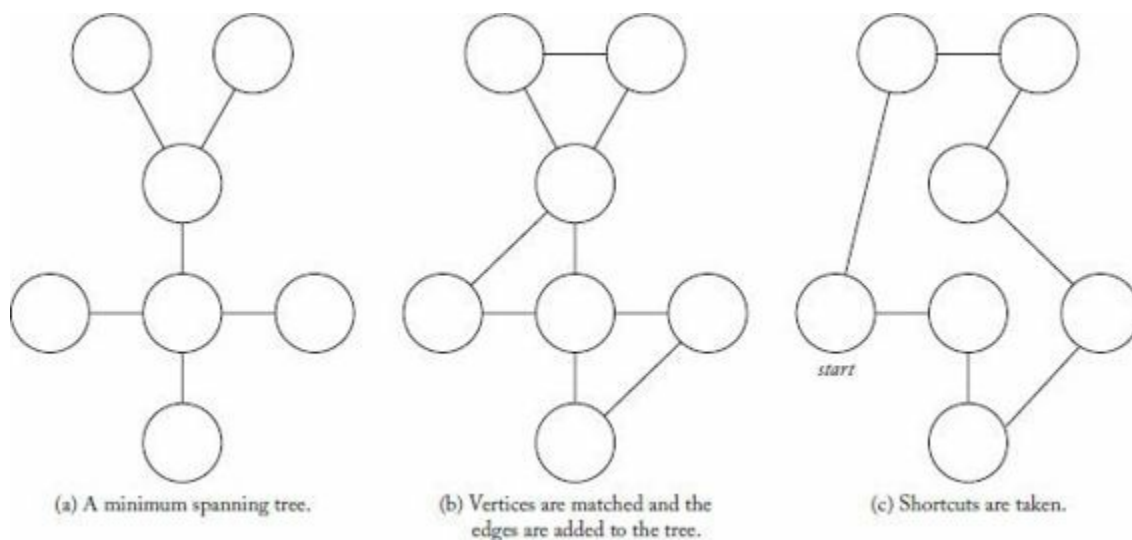 start
(a) A minimum spanning tree.
(b) Vertices are matched and the
edges are added to the tree.
(c) Shortcuts are taken.